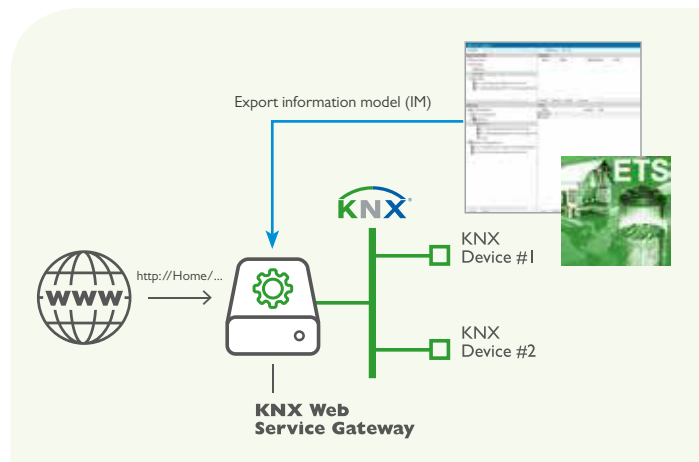 Export information model (IM)
ETS
KNX
KNX
Device #1
http://Home/...
WWW
KNX
Device #2
KNX Web
Service Gateway